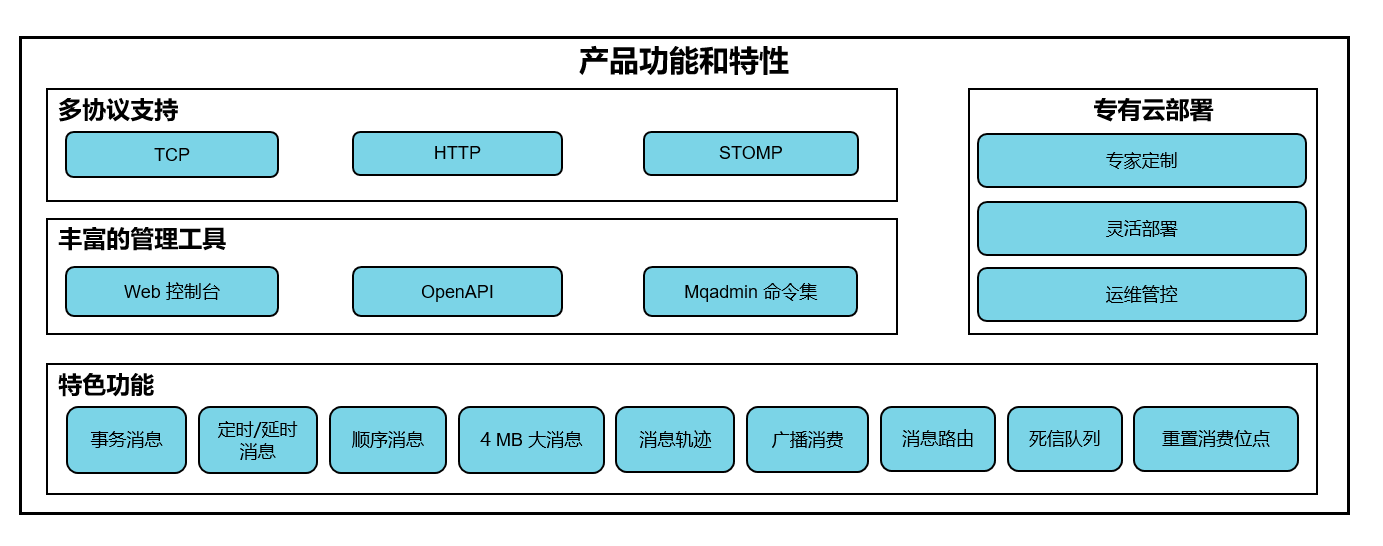 产品功能和特性
多协议支持
TCP
HTTP
STOMP
丰富的管理工具
Web 控制台
OpenAPI
Mqadmin 命令集
专有云部署
专家定制
灵活部署
运维管控
特色功能
事务消息
定时/延时
消息
顺序消息
4 MB 大消息
消息轨迹
广播消费
消息路由
死信队列
重置消费位点